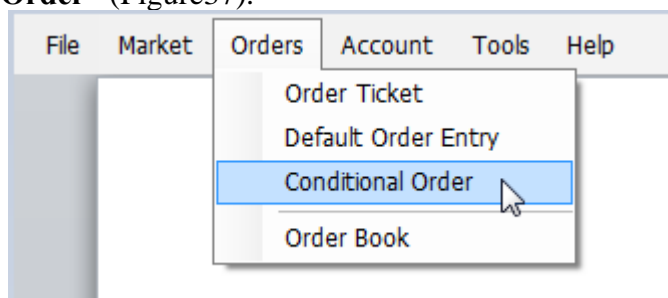 Order" (Figure37):
File Market Orders Account Tools Help
Order Ticket
Default Order Entry
Conditional Order
Order Book